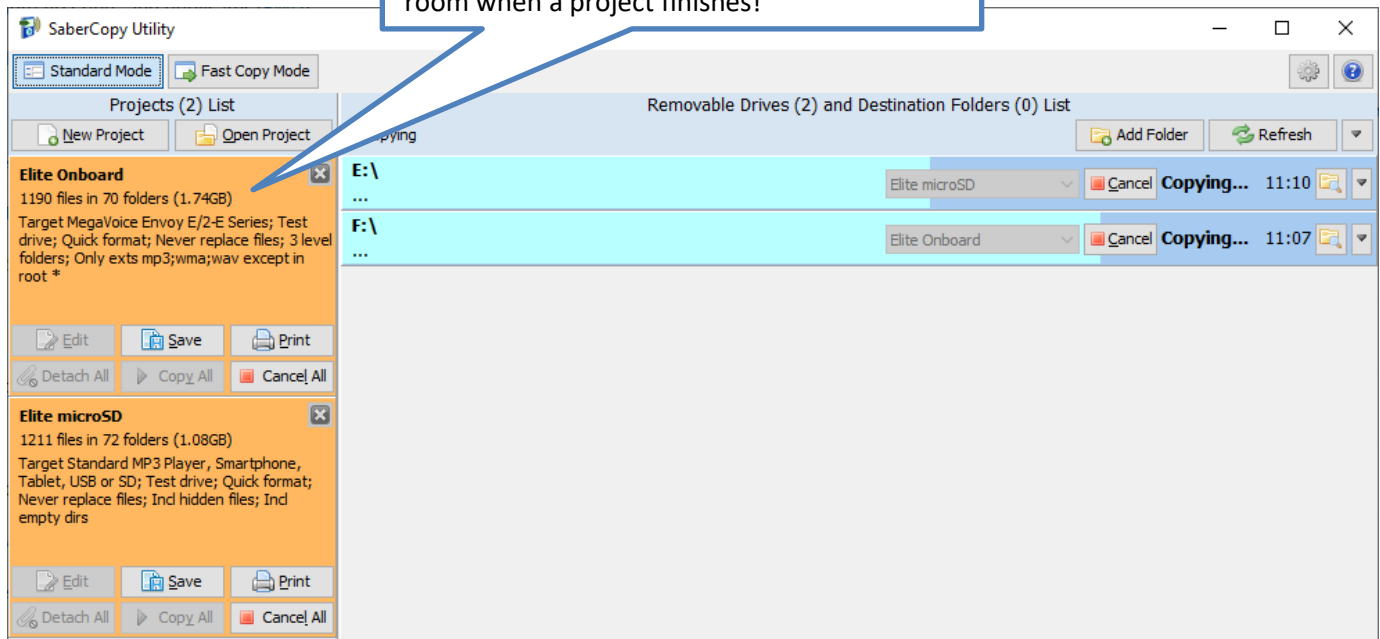 room when a project finishes!
SaberCopy Utility
Standard Mode
Fast Copy Mode
Projects (2) List
Removable Drives (2) and Destination Folders (0) List
New Project
Open Project
Add Folder
Refresh
Elite Onboard
1190 files in 70 folders (1.74GB)
Target MegaVoice Envoy E/2-E Series; Test
drive; Quick format; Never replace files; 3 level
folders; Only exts mp3;wma;wav except in
root *
Edit
Save
Print
Detach All
Copy All
Cancel All
E:\
...
Elite microSD
Cancel
Copying...
11:10
F:\
...
Elite Onboard
Cancel
Copying...
11:07
Elite microSD
1211 files in 72 folders (1.08GB)
Target Standard MP3 Player, Smartphone,
Tablet, USB or SD; Test drive; Quick format;
Never replace files; Incl hidden files; Incl
empty dirs
Edit
Save
Print
Detach All
Copy All
Cancel All